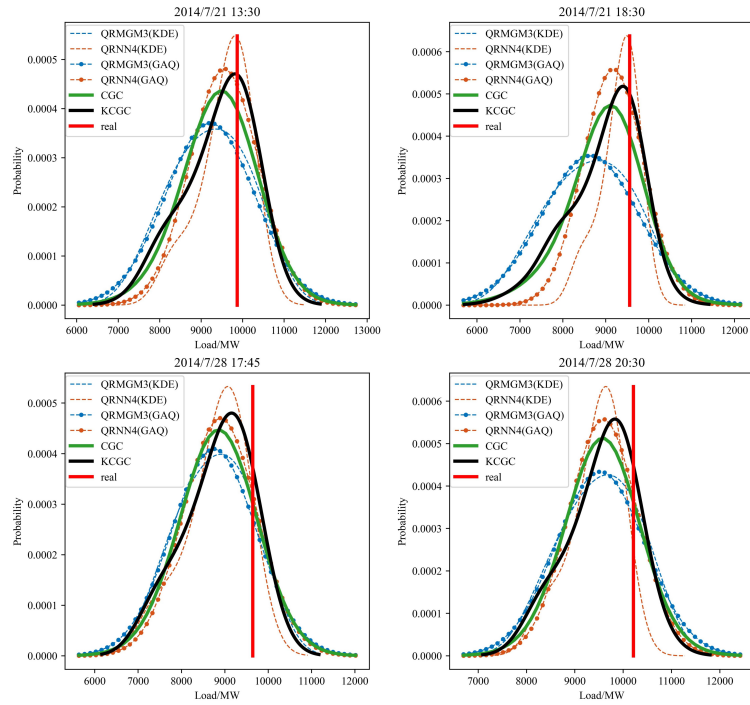 2014/7/21 13:30
QRMGM3(KDE)
QRNN4(KDE)
QRMGM3(GAQ)
QRNN4(GAQ)
CGC
KCGC
real
Probability
0.0005
0.0004
0.0003
0.0002
0.0001
0.0000
6000 7000 8000 9000 10000 11000 12000 13000
Load/MW
2014/7/21 18:30
QRMGM3(KDE)
QRNN4(KDE)
QRMGM3(GAQ)
QRNN4(GAQ)
CGC
KCGC
real
Probability
0.0006
0.0005
0.0004
0.0003
0.0002
0.0001
0.0000
6000 7000 8000 9000 10000 11000 12000
Load/MW
2014/7/28 17:45
QRMGM3(KDE)
QRNN4(KDE)
QRMGM3(GAQ)
QRNN4(GAQ)
CGC
KCGC
real
Probability
0.0005
0.0004
0.0003
0.0002
0.0001
0.0000
6000 7000 8000 9000 10000 11000 12000
Load/MW
2014/7/28 20:30
QRMGM3(KDE)
QRNN4(KDE)
QRMGM3(GAQ)
QRNN4(GAQ)
CGC
KCGC
real
Probability
0.0006
0.0005
0.0004
0.0003
0.0002
0.0001
0.0000
7000 8000 9000 10000 11000 12000
Load/MW